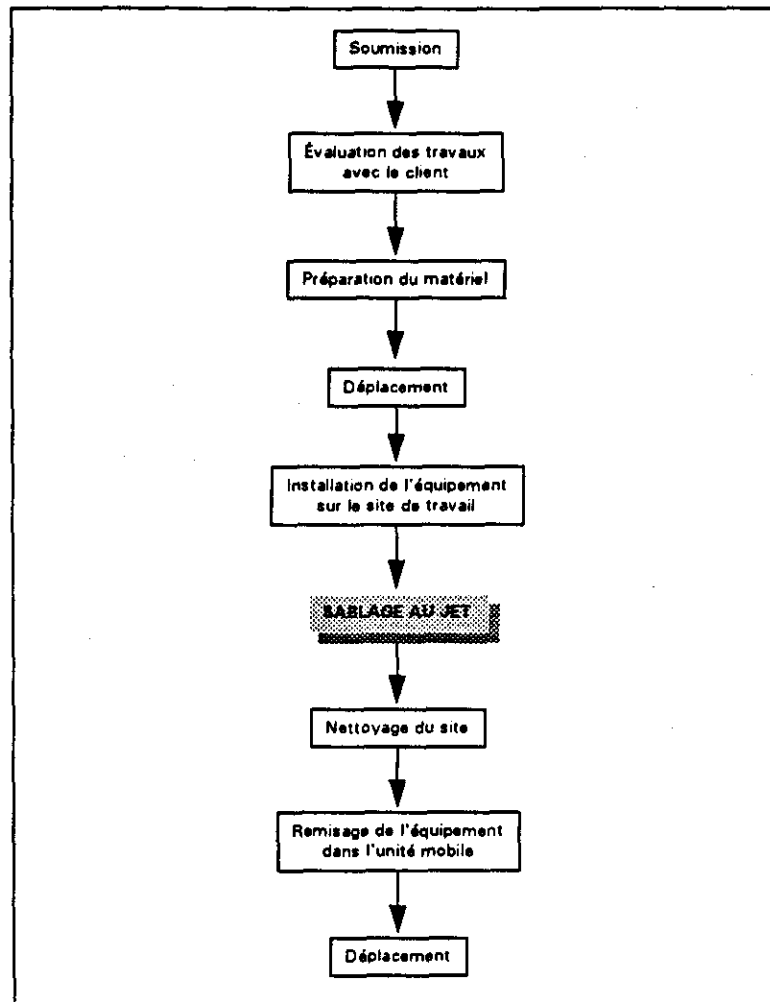 Soumission
Évaluation des travaux
avec le client
Préparation du matériel
Déplacement
Installation de l'équipement
sur le site de travail
SABLAGE AU JET
Nettoyage du site
Remisage de l'équipement
dans l'unité mobile
Déplacement